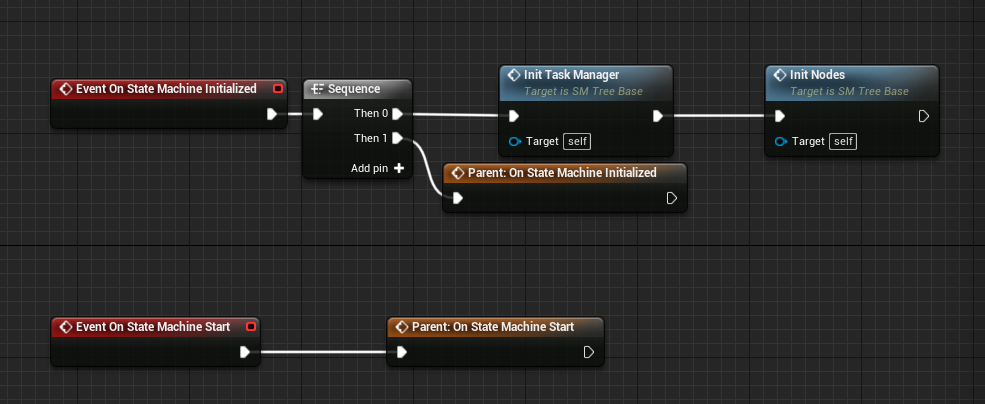 Event On State Machine Initialized
Sequence
Then 0
Then 1
Add pin
Init Task Manager
Target is SM Tree Base
Target self
Init Nodes
Target is SM Tree Base
Target self
Parent: On State Machine Initialized
Event On State Machine Start
Parent: On State Machine Start